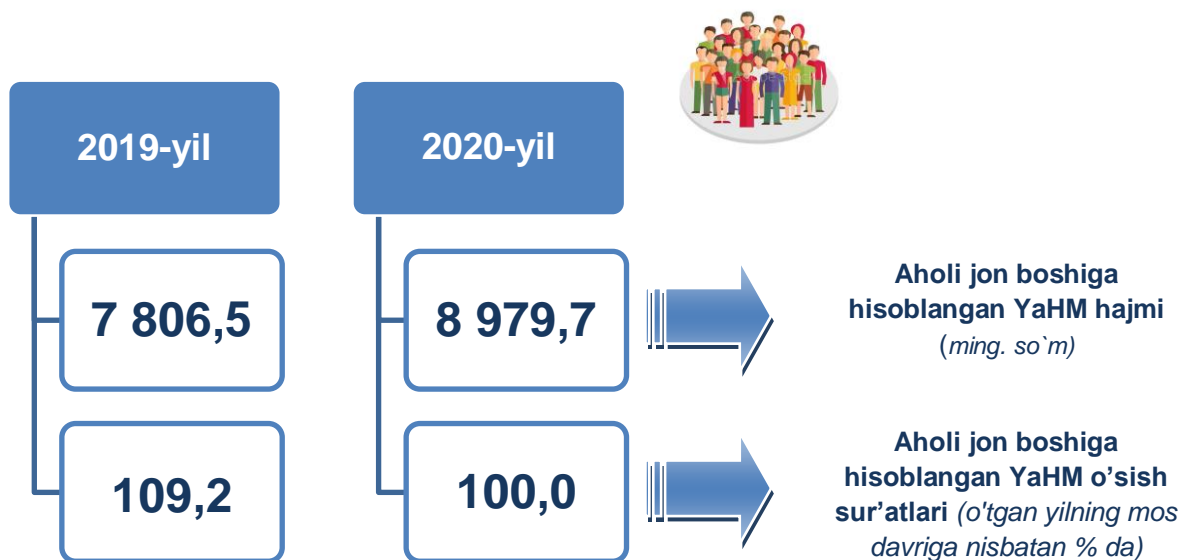 2019-yil
2020-yil
7 806,5
8 979,7
Aholi jon boshiga
hisoblangan YaHM hajmi
(ming. so`m)
109,2
100,0
Aholi jon boshiga
hisoblangan YaHM o’sish
sur’atlari (o'tgan yilning mos
davriga nisbatan % da)